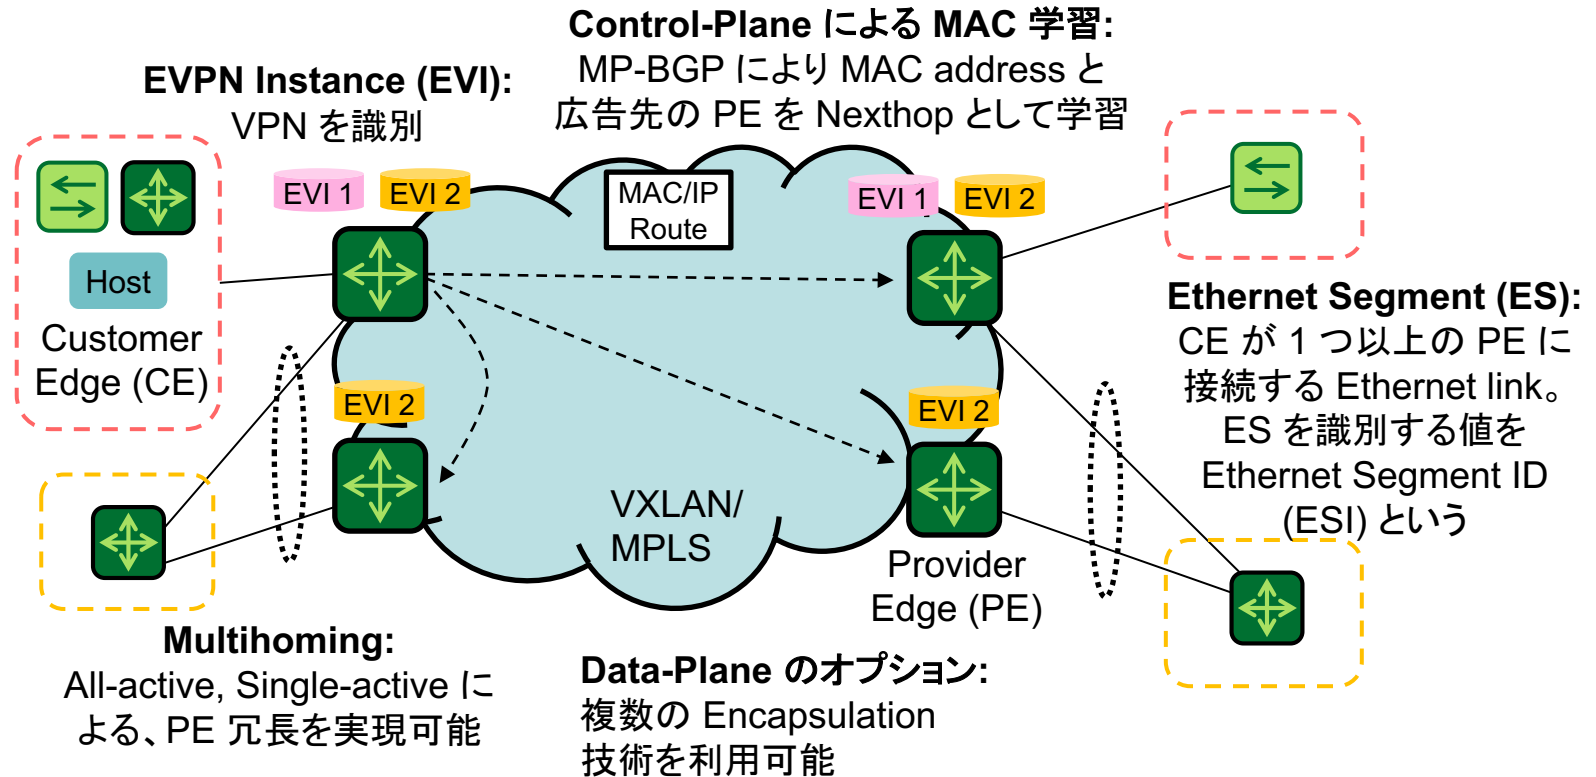 Control-Plane による MAC 学習:
MP-BGP により MAC address と
広告先の PE を Nexthop として学習
EVPN Instance (EVI):
VPN を識別
EVI 1
EVI 2
MAC/IP
Route
EVI 1
EVI 2
Host
Customer
Edge (CE)
Ethernet Segment (ES):
CE が 1 つ以上の PE に
接続する Ethernet link。
ES を識別する値を
Ethernet Segment ID
(ESI) という
EVI 2
EVI 2
VXLAN/
MPLS
Provider
Edge (PE)
Multihoming:
All-active, Single-active に
よる、PE 冗長を実現可能
Data-Plane のオプション:
複数の Encapsulation
技術を利用可能